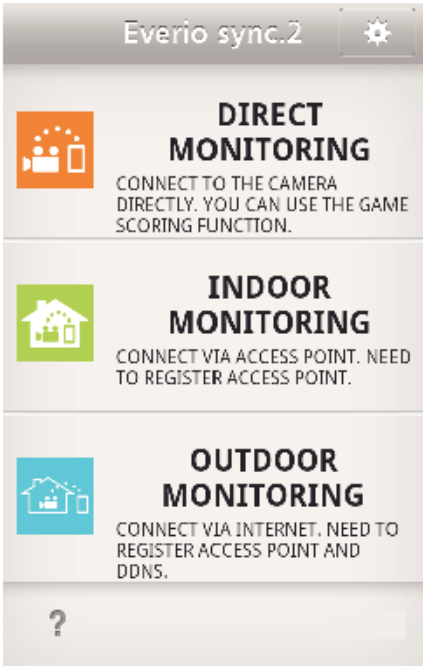 Everio sync.2
DIRECT
MONITORING
CONNECT TO THE CAMERA
DIRECTLY. YOU CAN USE THE GAME
SCORING FUNCTION.
INDOOR
MONITORING
CONNECT VIA ACCESS POINT. NEED
TO REGISTER ACCESS POINT.
OUTDOOR
MONITORING
CONNECT VIA INTERNET. NEED TO
REGISTER ACCESS POINT AND
DDNS.
?